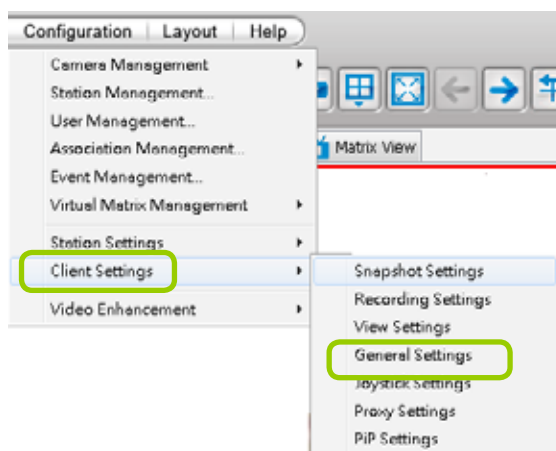 Configuration Layout Help
Camera Management
Station Management...
User Management...
Association Management...
Event Management...
Virtual Matrix Management
Station Settings
Client Settings
Video Enhancement
Matrix View
Snapshot Settings
Recording Settings
View Settings
General Settings
Joystick Settings
Proxy Settings
PiP Settings